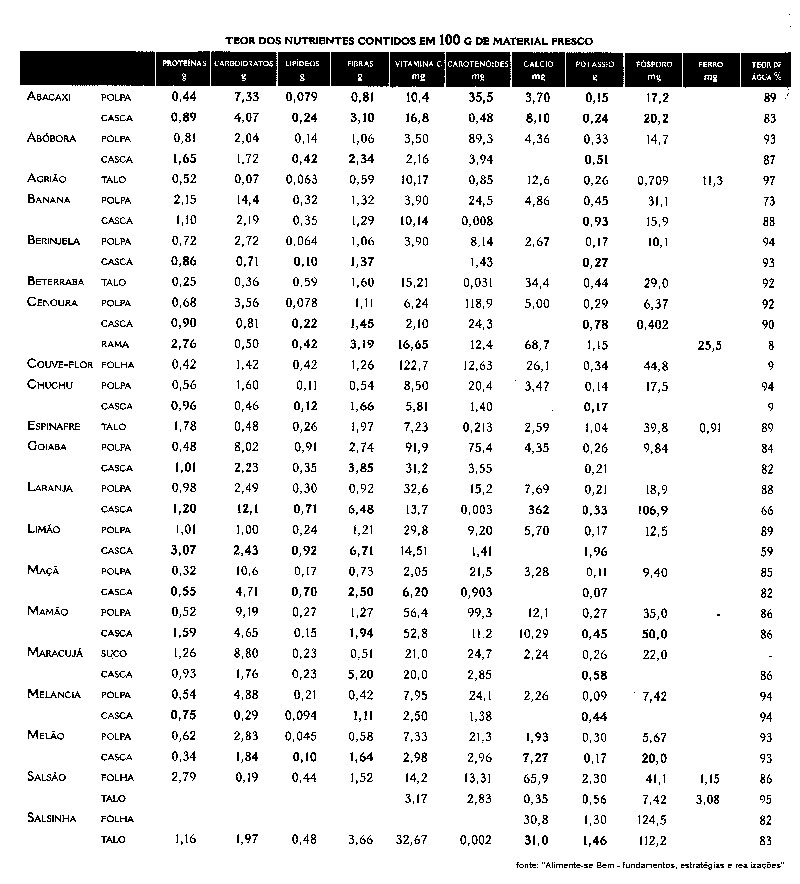 TEOR DOS NUTRIENTES CONTIDOS EM 100 G DE MATERIAL FRESCO
PROTEÍNAS g CARBOIDRATOS g LIPÍDEOS g FIBRAS g VITAMINA C mg CAROTENÓIDES mg CALCIO mg POTASSIO g FÓSFORO mg FERRO mg TEOR DE ÁGUA %
ABACAXI POLPA 0,44 7,33 0,079 0,81 10,4 35,5 3,70 0,15 17,2 89
CASCA 0,89 4,07 0,24 3,10 16,8 0,48 8,10 0,24 20,2 83
ABÓBORA POLPA 0,81 2,04 0,14 1,06 3,50 89,3 4,36 0,33 14,7 93
CASCA 1,65 1,72 0,42 2,34 2,16 3,94 0,51 87
AGRIÃO TALO 0,52 0,07 0,063 0,59 10,17 0,85 12,6 0,26 0,709 11,3 97
BANANA POLPA 2,15 14,4 0,32 1,32 3,90 24,5 4,86 0,45 31,1 73
CASCA 1,10 2,19 0,35 1,29 10,14 0,008 0,93 15,9 88
BERINJELA POLPA 0,72 2,72 0,064 1,06 3,90 8,14 2,67 0,17 10,1 94
CASCA 0,86 0,71 0,10 1,37 1,43 0,27 93
BETERRABA TALO 0,25 0,36 0,59 1,60 15,21 0,031 34,4 0,44 29,0 92
CENOURA POLPA 0,68 3,56 0,078 1,11 6,24 118,9 5,00 0,29 6,37 92
CASCA 0,90 0,81 0,22 1,45 2,10 24,3 0,78 0,402 90
RAMA 2,76 0,50 0,42 3,19 16,65 12,4 68,7 1,15 25,5 8
COUVE-FLOR FOLHA 0,42 1,42 0,42 1,26 122,7 12,63 26,1 0,34 44,8 9
CHUCHU POLPA 0,56 1,60 0,11 0,54 8,50 20,4 3,47 0,14 17,5 94
CASCA 0,96 0,46 0,12 1,66 5,81 1,40 0,17 9
ESPINAFRE TALO 1,78 0,48 0,26 1,97 7,23 0,213 2,59 1,04 39,8 0,91 89
GOIABA POLPA 0,48 8,02 0,91 2,74 91,9 75,4 4,35 0,26 9,84 84
CASCA 1,01 2,23 0,35 3,85 31,2 3,55 0,21 82
LARANJA POLPA 0,98 2,49 0,30 0,92 32,6 15,2 7,69 0,21 18,9 88
CASCA 1,20 12,1 0,71 6,48 13,7 0,003 362 0,33 106,9 66
LIMÃO POLPA 1,01 1,00 0,24 1,21 29,8 9,20 5,70 0,17 12,5 89
CASCA 3,07 2,43 0,92 6,71 14,51 1,41 1,96 59
MAÇÃ POLPA 0,32 10,6 0,17 0,73 2,05 21,5 3,28 0,11 9,40 85
CASCA 0,55 4,71 0,70 2,50 6,20 0,903 0,07 82
MAMÃO POLPA 0,52 9,19 0,27 1,27 56,4 99,3 12,1 0,27 35,0 - 86
CASCA 1,59 4,65 0,15 1,94 52,8 11.2 10,29 0,45 50,0 86
MARACUJÁ SUCO 1,26 8,80 0,23 0,51 21,0 24,7 2,24 0,26 22,0 -
CASCA 0,93 1,76 0,23 5,20 20,0 2,85 0,58 86
MELANCIA POLPA 0,54 4,88 0,21 0,42 7,95 24,1 2,26 0,09 7,42 94
CASCA 0,75 0,29 0,094 1,11 2,50 1,38 0,44 94
MELÃO POLPA 0,62 2,83 0,045 0,58 7,33 21,3 1,93 0,30 5,67 93
CASCA 0,34 1,84 0,10 1,64 2,98 2,96 7,27 0,17 20,0 93
SALSÃO FOLHA 2,79 0,19 0,44 1,52 14,2 13,31 65,9 2,30 41,1 1,15 86
TALO 3,17 2,83 0,35 0,56 7,42 3,08 95
SALSINHA FOLHA 30,8 1,30 124,5 82
TALO 1,16 1,97 0,48 3,66 32,67 0,002 31,0 1,46 112,2 83
fonte: "Alimente-se Bem - fundamentos, estratégias e realizações"